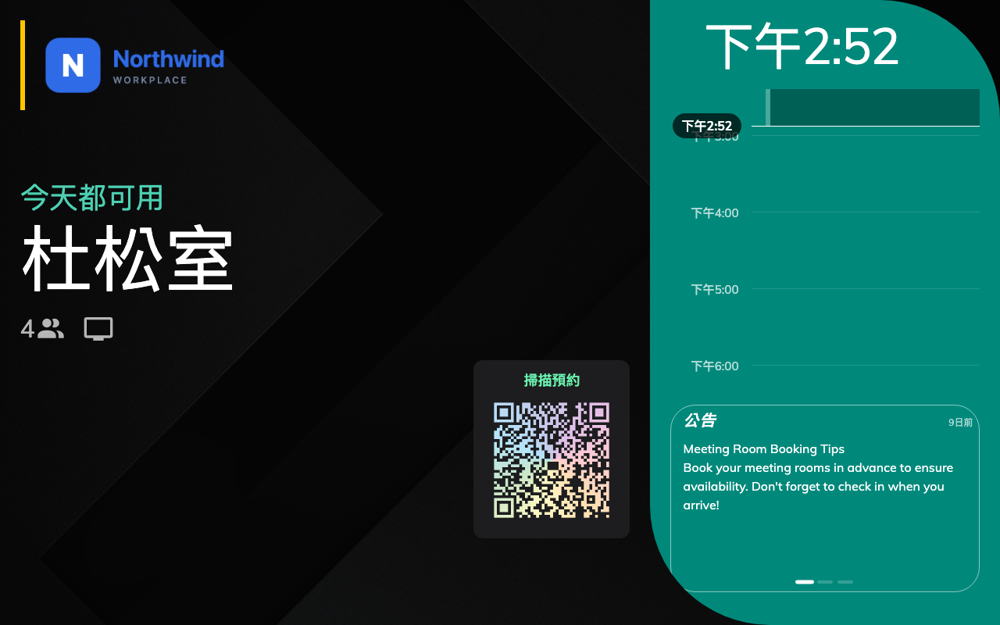 N
Northwind
WORKPLACE
今天都可用
杜松室
4
掃描預約
下午2:52
下午2:52
下午3:00
下午4:00
下午5:00
下午6:00
公告
9日前
Meeting Room Booking Tips
Book your meeting rooms in advance to ensure
availability. Don't forget to check in when you
arrive!